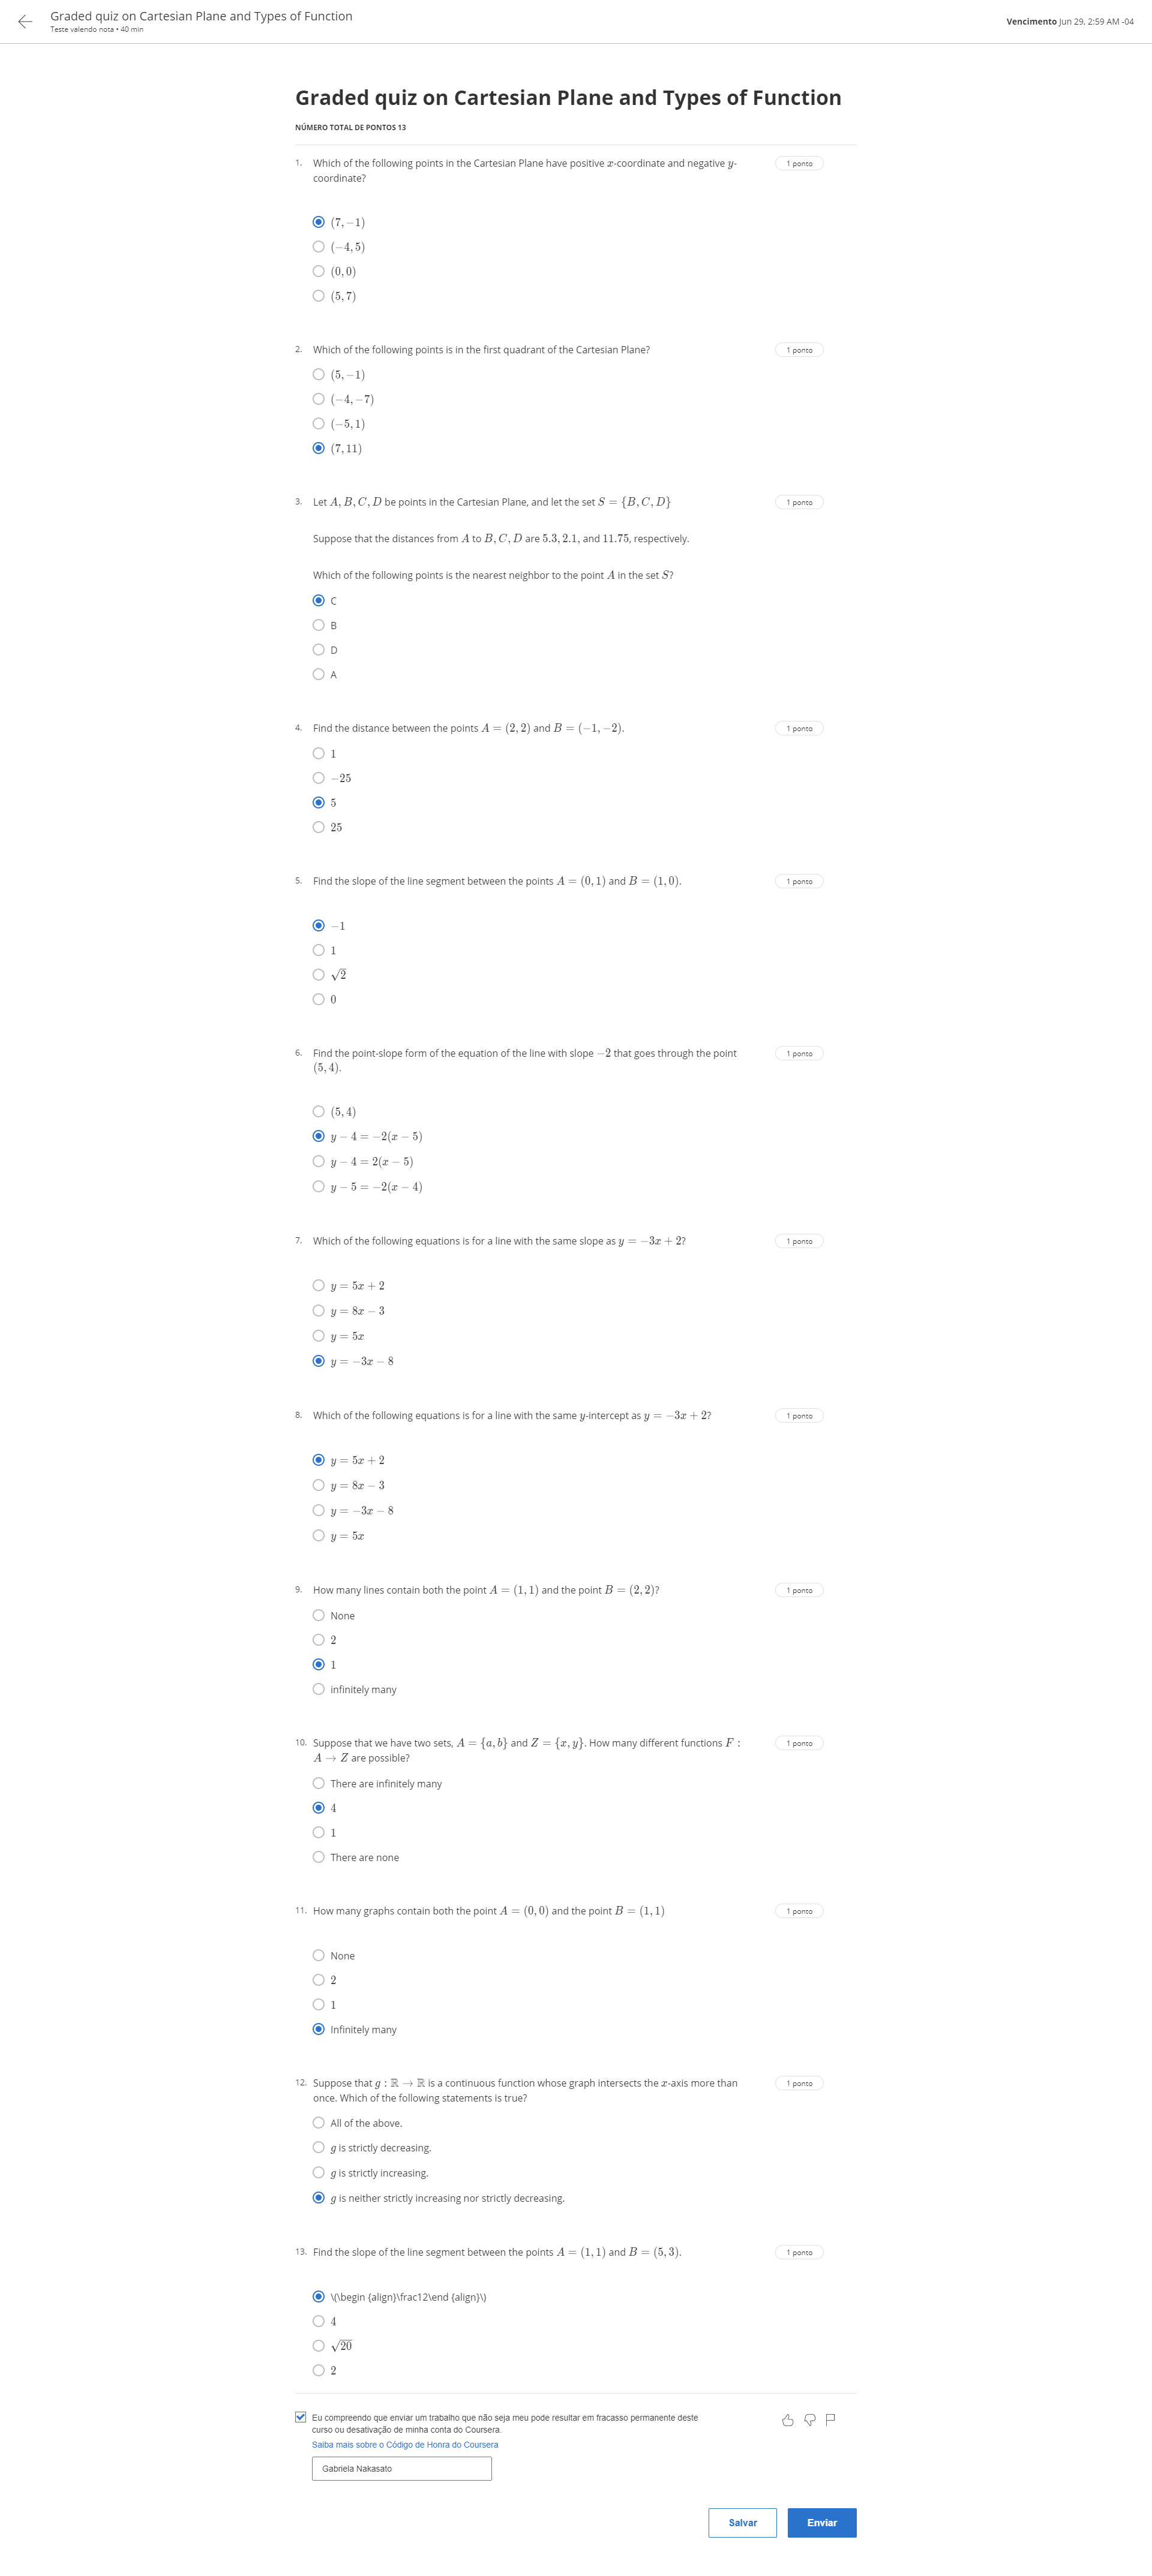 Graded quiz on Cartesian Plane and Types of Function
Teste valendo nota • 40 min
Vencimento Jun 29, 2:59 AM -04
Graded quiz on Cartesian Plane and Types of Function
NÚMERO TOTAL DE PONTOS 13
1. Which of the following points in the Cartesian Plane have positive x-coordinate and negative y-
coordinate?
1 ponto
(7, −1)
(−4, 5)
(0, 0)
(5, 7)
2. Which of the following points is in the first quadrant of the Cartesian Plane?
1 ponto
(5, −1)
(−4, −7)
(−5, 1)
(7, 11)
3. Let A, B, C, D be points in the Cartesian Plane, and let the set S = {B, C, D}
1 ponto
Suppose that the distances from A to B, C, D are 5.3, 2.1, and 11.75, respectively.
Which of the following points is the nearest neighbor to the point A in the set S?
C
B
D
A
4. Find the distance between the points A = (2, 2) and B = (−1, −2).
1 ponto
1
−25
5
25
5. Find the slope of the line segment between the points A = (0, 1) and B = (1, 0).
1 ponto
−1
1
√2
0
6. Find the point-slope form of the equation of the line with slope −2 that goes through the point
(5, 4).
1 ponto
(5, 4)
y − 4 = −2(x − 5)
y − 4 = 2(x − 5)
y − 5 = −2(x − 4)
7. Which of the following equations is for a line with the same slope as y = −3x + 2?
1 ponto
y = 5x + 2
y = 8x − 3
y = 5x
y = −3x − 8
8. Which of the following equations is for a line with the same y-intercept as y = −3x + 2?
1 ponto
y = 5x + 2
y = 8x − 3
y = −3x − 8
y = 5x
9. How many lines contain both the point A = (1, 1) and the point B = (2, 2)?
1 ponto
None
2
1
infinitely many
10. Suppose that we have two sets, A = {a, b} and Z = {x, y}. How many different functions F :
A → Z are possible?
1 ponto
There are infinitely many
4
1
There are none
11. How many graphs contain both the point A = (0, 0) and the point B = (1, 1)
1 ponto
None
2
1
Infinitely many
12. Suppose that g : ℝ → ℝ is a continuous function whose graph intersects the x-axis more than
once. Which of the following statements is true?
1 ponto
All of the above.
g is strictly decreasing.
g is strictly increasing.
g is neither strictly increasing nor strictly decreasing.
13. Find the slope of the line segment between the points A = (1, 1) and B = (5, 3).
1 ponto
\(\begin {align}\frac12\end {align}\)
4
√20
2
Eu compreendo que enviar um trabalho que não seja meu pode resultar em fracasso permanente deste
curso ou desativação de minha conta do Coursera.
Saiba mais sobre o Código de Honra do Coursera
Gabriela Nakasato
Salvar
Enviar